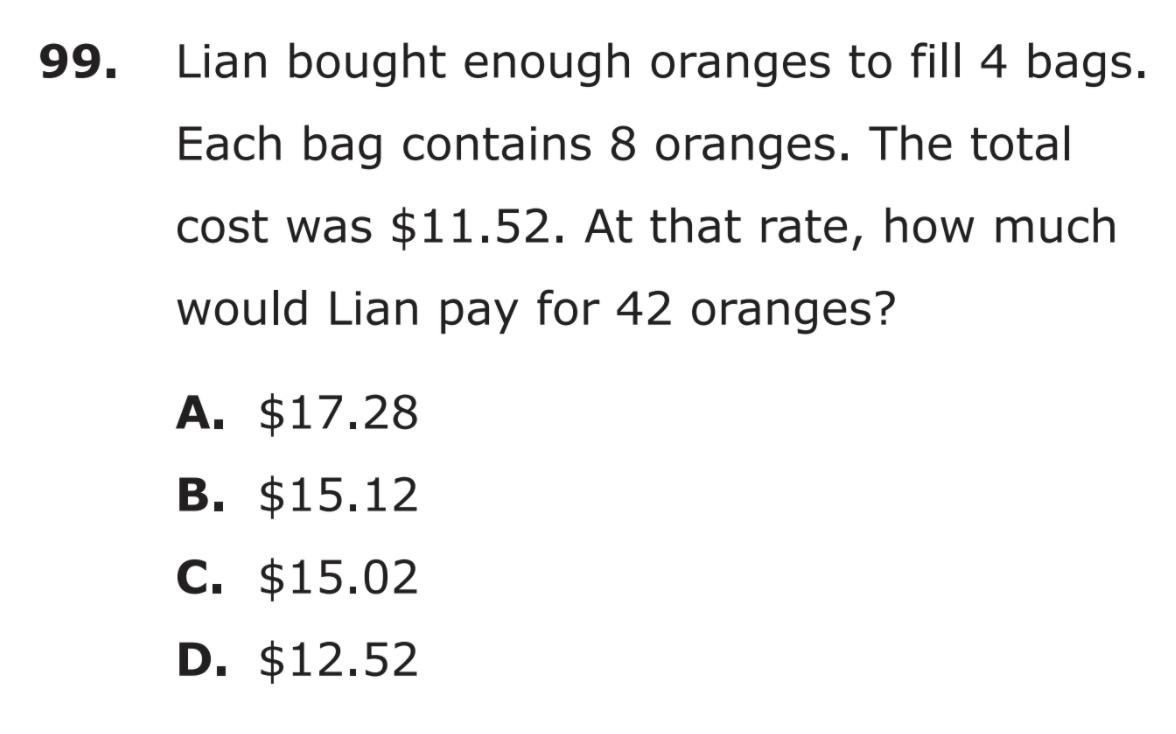 99. Lian bought enough oranges to fill 4 bags.
Each bag contains 8 oranges. The total
cost was $11.52. At that rate, how much
would Lian pay for 42 oranges?
A. $17.28
B. $15.12
C. $15.02
D. $12.52